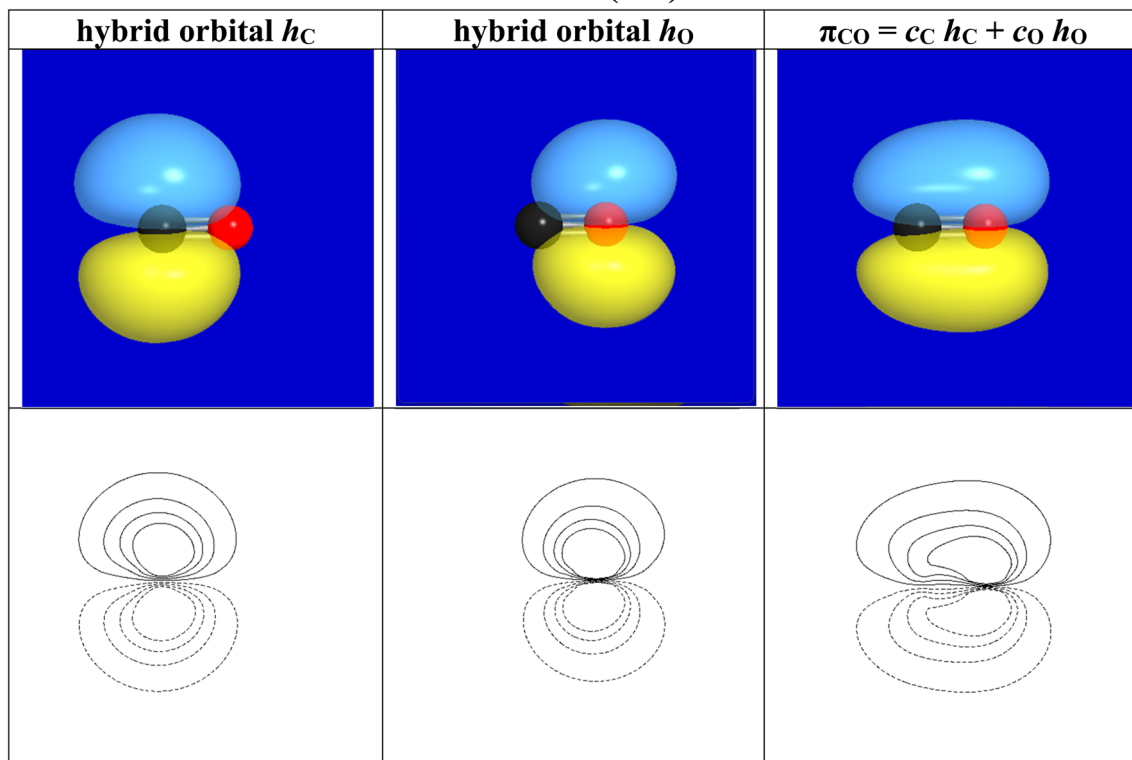 hybrid orbital hC
hybrid orbital hO
πCO = cC hC + cO hO